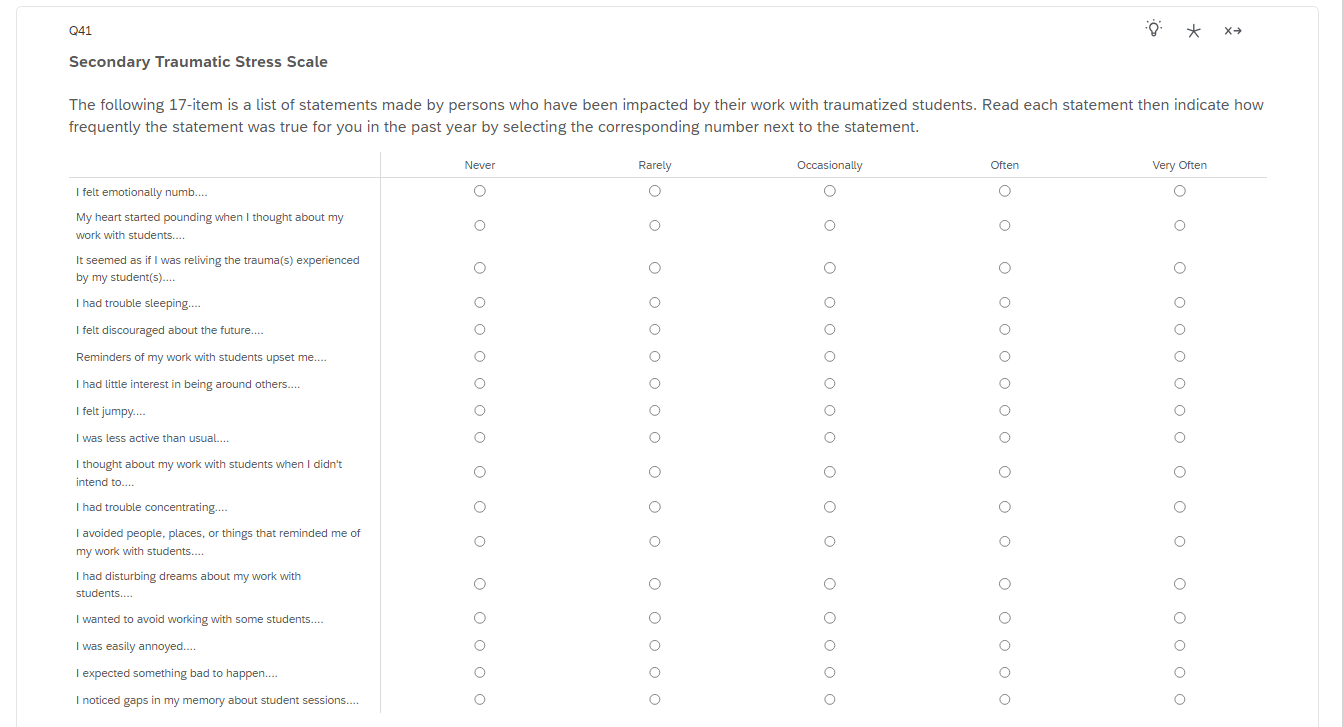 Q41
Secondary Traumatic Stress Scale
The following 17-item is a list of statements made by persons who have been impacted by their work with traumatized students. Read each statement then indicate how
frequently the statement was true for you in the past year by selecting the corresponding number next to the statement.
Never Rarely Occasionally Often Very Often
I felt emotionally numb....
My heart started pounding when I thought about my
work with students....
It seemed as if I was reliving the trauma(s) experienced
by my student(s)....
I had trouble sleeping....
I felt discouraged about the future....
Reminders of my work with students upset me....
I had little interest in being around others....
I felt jumpy....
I was less active than usual....
I thought about my work with students when I didn't
intend to....
I had trouble concentrating....
I avoided people, places, or things that reminded me of
my work with students....
I had disturbing dreams about my work with
students....
I wanted to avoid working with some students....
I was easily annoyed....
I expected something bad to happen....
I noticed gaps in my memory about student sessions....